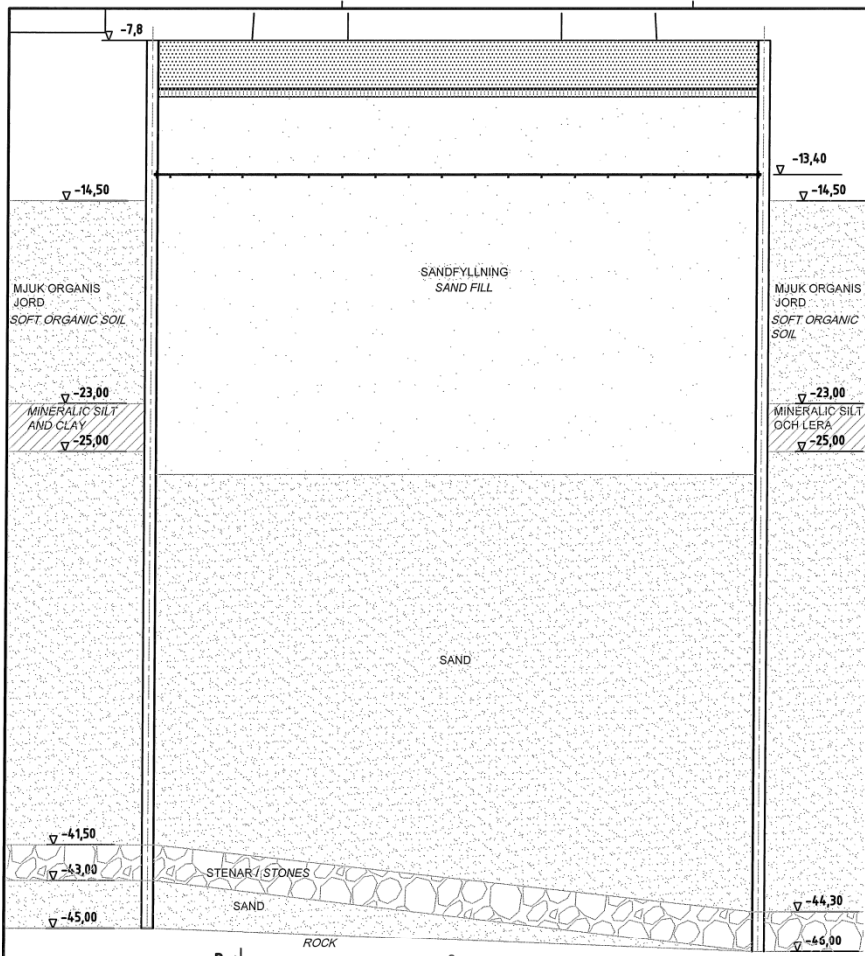 -7,8
-13,40
-14,50
-14,50
SANDFYLLNING
SAND FILL
MJUK ORGANIS
JORD
SOFT ORGANIC SOIL
MJUK ORGANIS
JORD
SOFT ORGANIC
SOIL
-23,00
-23,00
MINERALIC SILT
AND CLAY
MINERALIC SILT
OCH LERA
-25,00
-25,00
SAND
-41,50
-43,00
STENAR / STONES
SAND
-44,30
-45,00
ROCK
-46,00